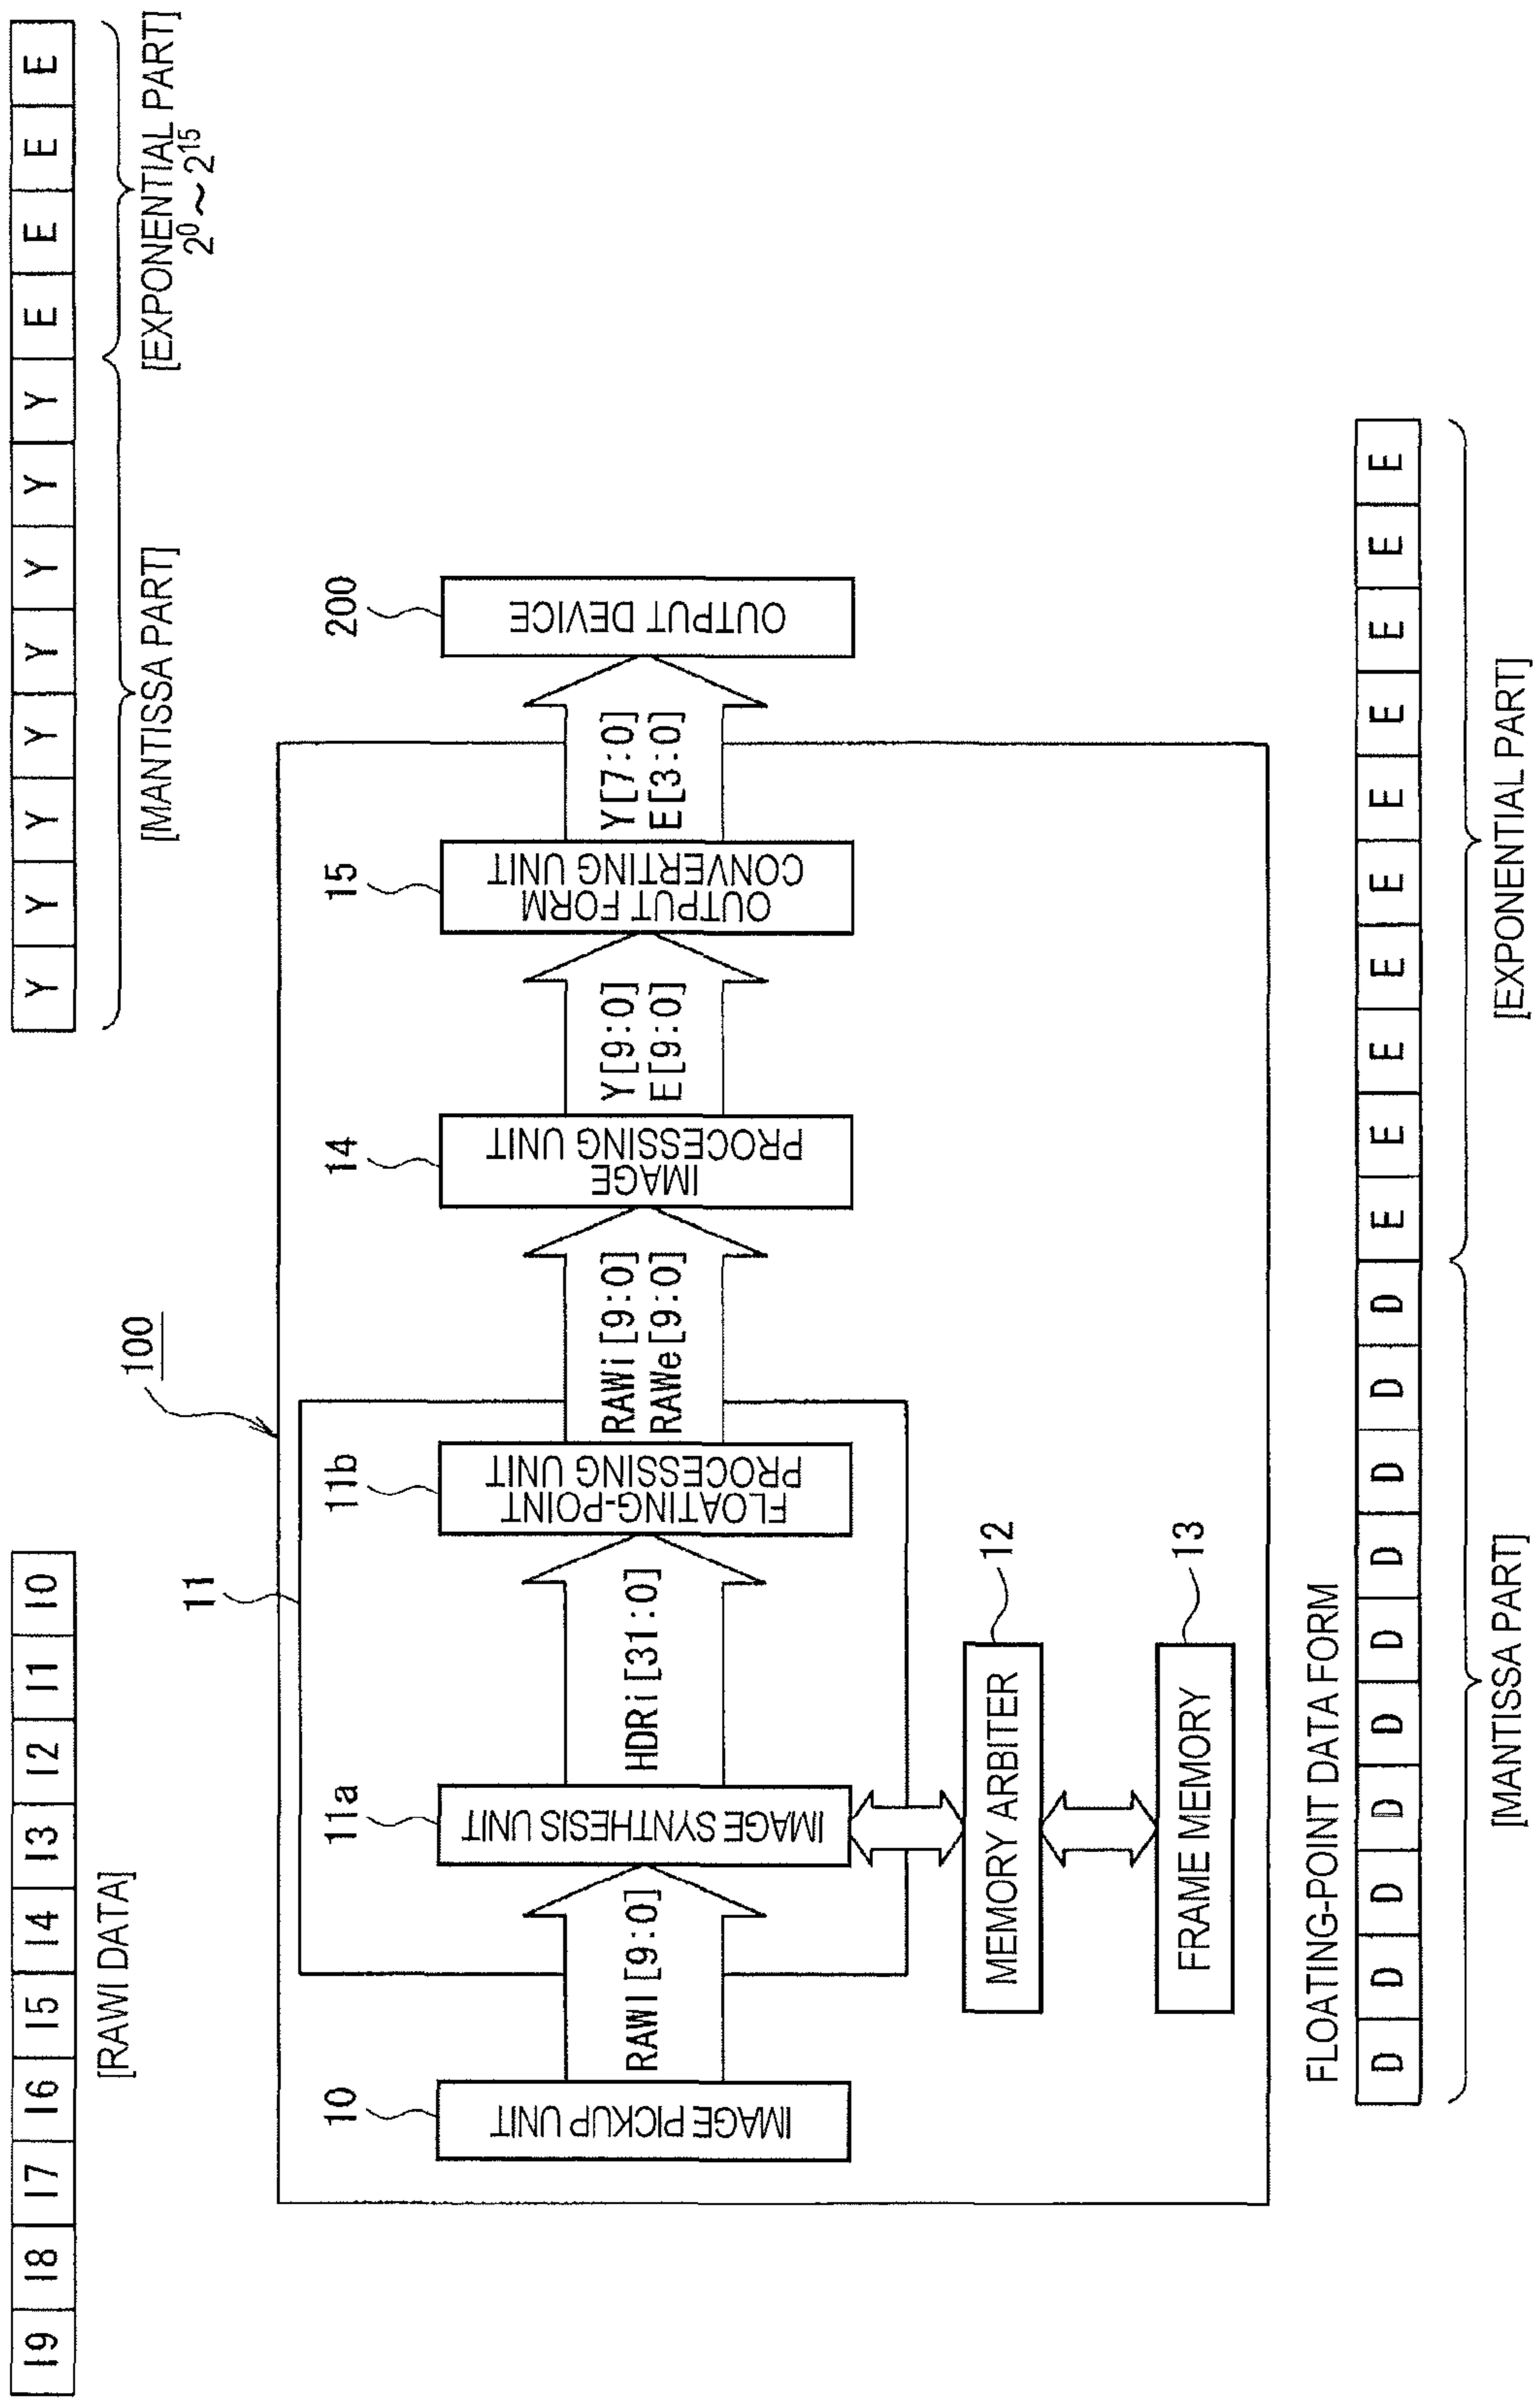 I9 I8 I7 I6 I5 I4 I3 I2 I1 I0
[RAWI DATA]
Y Y Y Y Y Y Y Y E E E E
[MANTISSA PART]
[EXPONENTIAL PART]
2⁰～2¹⁵
100
11
10
11a
11b
14
15
200
IMAGE PICKUP UNIT
RAWI[9:0]
IMAGE SYNTHESIS UNIT
HDRi[31:0]
FLOATING-POINT
PROCESSING UNIT
RAWi[9:0]
RAWe[9:0]
IMAGE
PROCESSING UNIT
Y[9:0]
E[9:0]
OUTPUT FORM
CONVERTING UNIT
Y[7:0]
E[3:0]
OUTPUT DEVICE
MEMORY ARBITER
12
FRAME MEMORY
13
FLOATING-POINT DATA FORM
D D D D D D D D D D E E E E E E E E E E
[MANTISSA PART]
[EXPONENTIAL PART]